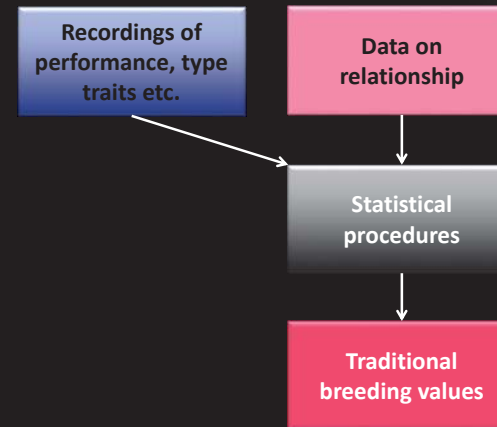 Recordings of
performance, type
traits etc.
Data on
relationship
Statistical
procedures
Traditional
breeding values